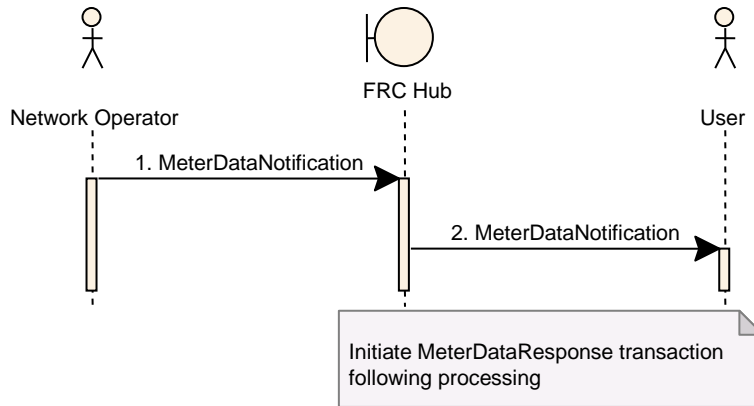 FRC Hub
Network Operator
User
1. MeterDataNotification
2. MeterDataNotification
Initiate MeterDataResponse transaction
following processing